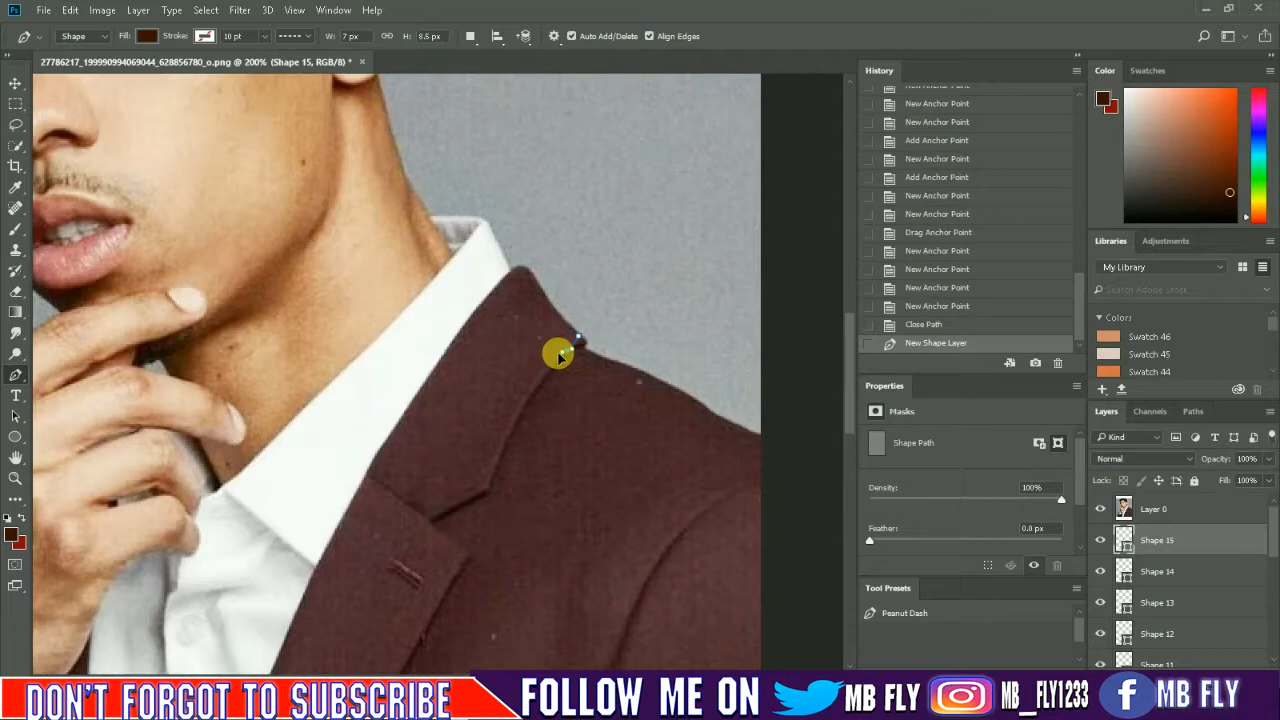 Ps File Edit Image Layer Type Select Filter 3D View Window Help
Shape Fill: Stroke: 10 pt W: 7 px H: 8.5 px Auto Add/Delete Align Edges
27786217_199990994069044_628856780_o.png @ 200% (Shape 15, RGB/8) *
History
New Anchor Point
New Anchor Point
Add Anchor Point
New Anchor Point
Add Anchor Point
New Anchor Point
New Anchor Point
Drag Anchor Point
New Anchor Point
New Anchor Point
New Anchor Point
New Anchor Point
Close Path
New Shape Layer
Properties
Masks
Shape Path
Density: 100%
Feather: 0.0 px
Tool Presets
Peanut Dash
Color Swatches
Libraries Adjustments
My Library
Search Adobe Stock
Colors
Swatch 46
Swatch 45
Swatch 44
Layers Channels Paths
Kind
Normal Opacity: 100%
Lock: Fill: 100%
Layer 0
Shape 15
Shape 14
Shape 13
Shape 12
Shape 11
DON'T FORGOT TO SUBSCRIBE
FOLLOW ME ON MB FLY MB_FLY1233 MB FLY